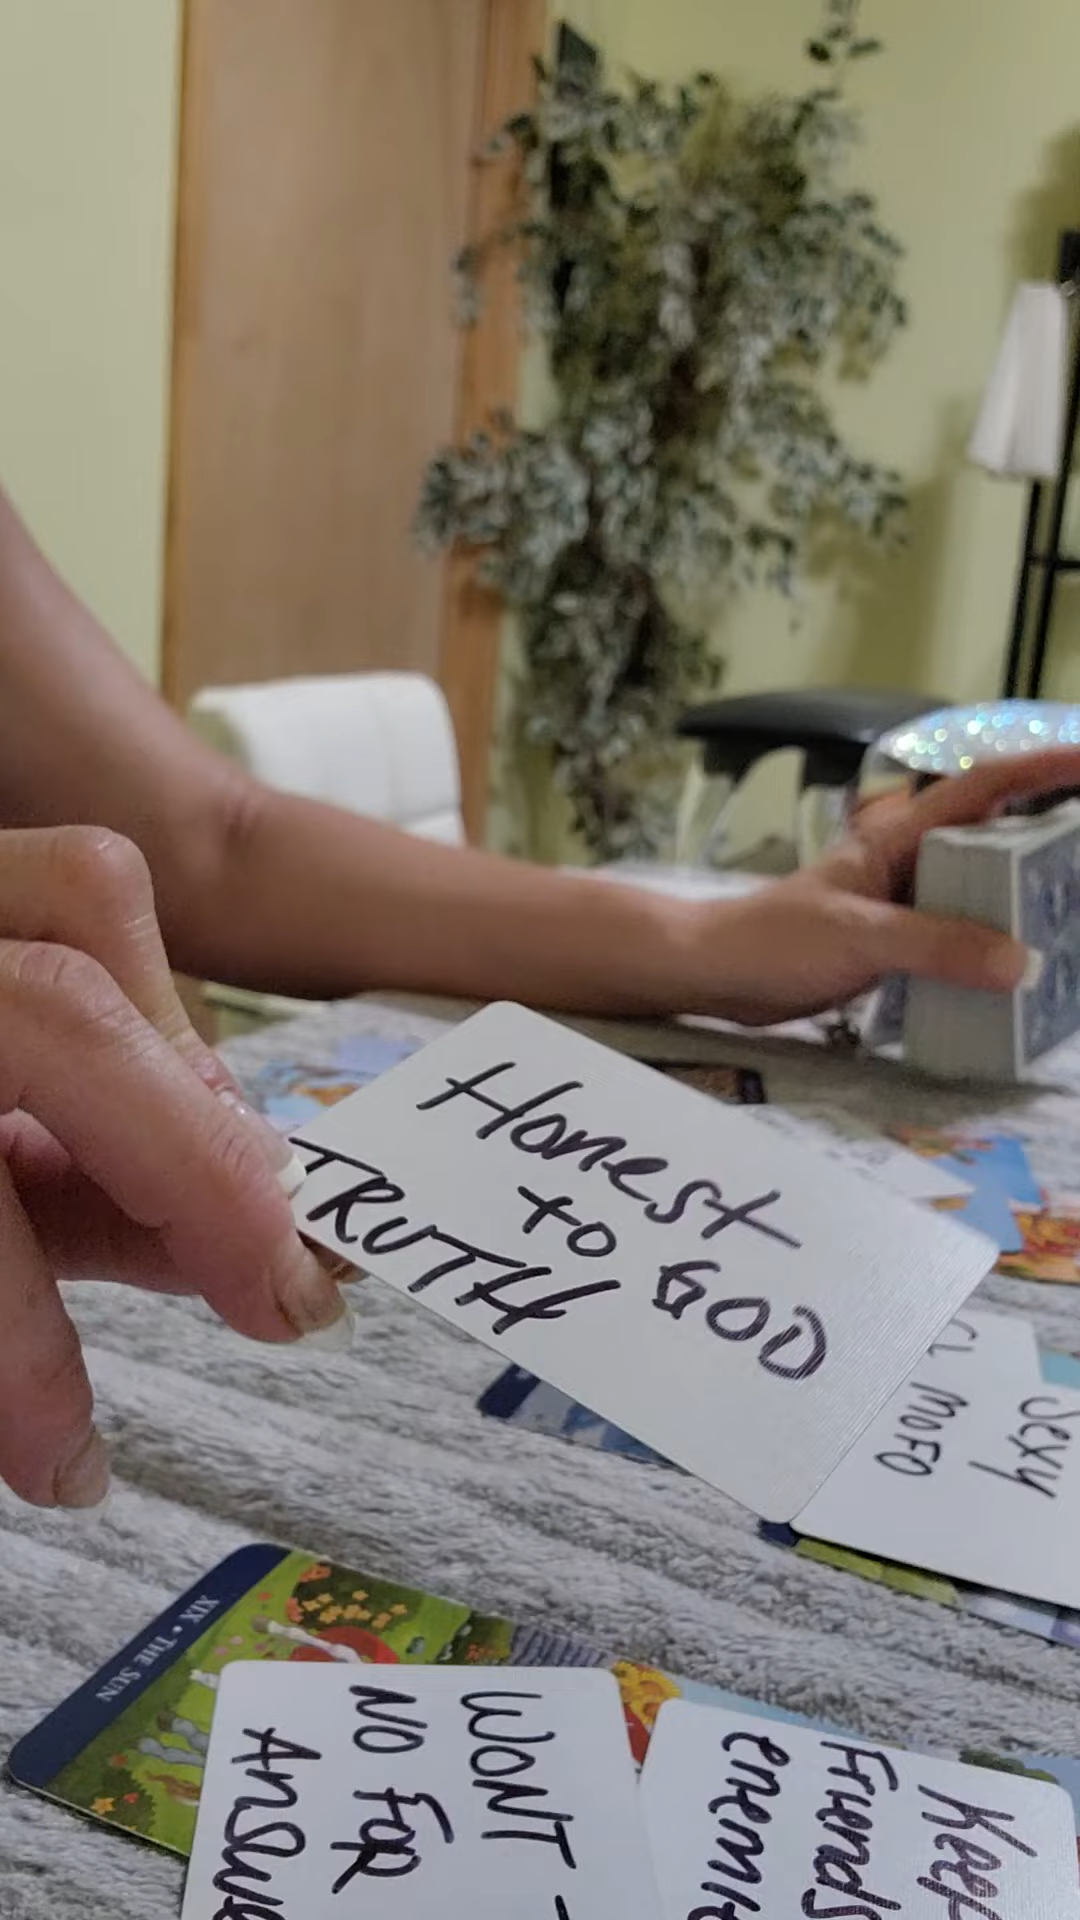 Honest
to GOD
TRUTH
MOFO
Sexy
XIX • THE SUN
WONT -
NO FOR
Keep
Friends